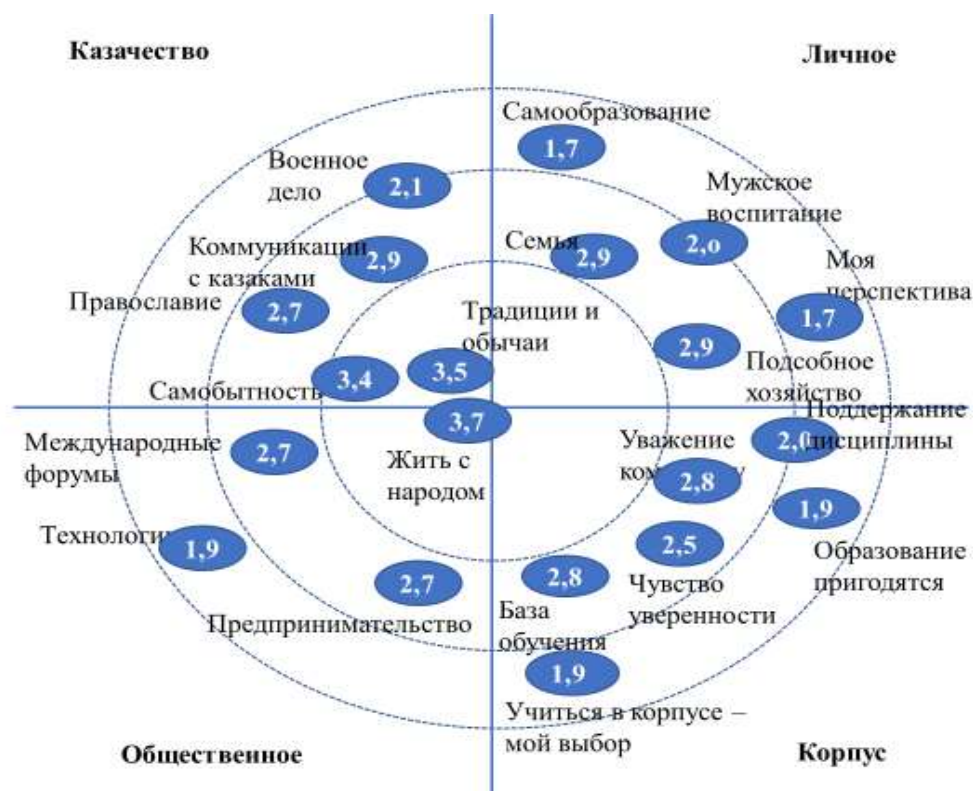 Казачество
Личное
Самообразование
1,7
Военное
дело
2,1
Мужское
воспитание
2,о
Коммуникации
с казаками
2,9
Семья
2,9
Моя
перспектива
1,7
Православие
2,7
Традиции и
обычаи
3,5
2,9
Подсобное
хозяйство
Самобытность
3,4
3,7
Жить с
народом
Поддержание
дисциплины
2,0
Международные
форумы
2,7
Уважение
2,8
1,9
Образование
пригодятся
1,9
2,5
Чувство
уверенности
2,7
Предпринимательство
2,8
База
обучения
1,9
Учиться в корпусе –
мой выбор
Общественное
Корпус